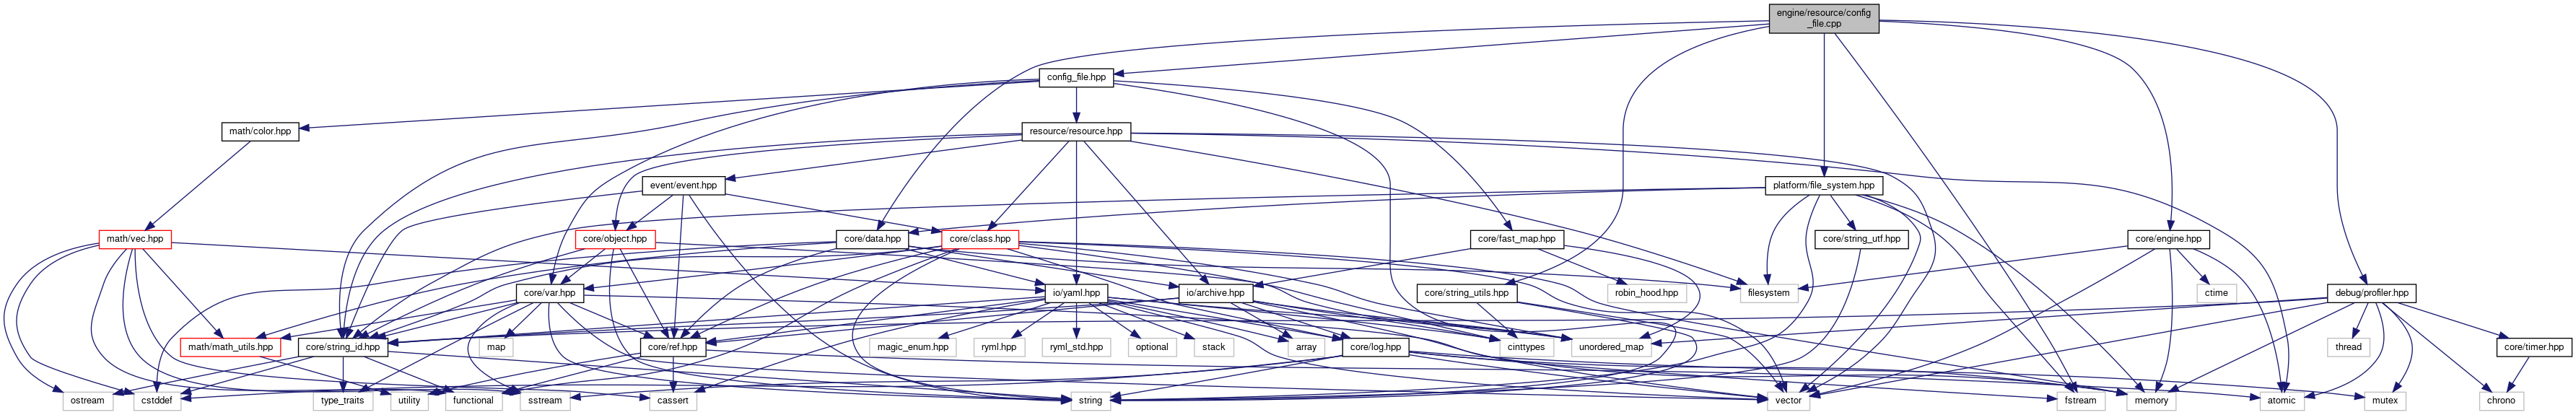 engine/resource/config
_file.cpp
config_file.hpp
math/color.hpp
resource/resource.hpp
event/event.hpp
platform/file_system.hpp
math/vec.hpp
core/object.hpp
core/data.hpp
core/class.hpp
core/fast_map.hpp
core/string_utf.hpp
core/engine.hpp
core/var.hpp
io/yaml.hpp
io/archive.hpp
core/string_utils.hpp
robin_hood.hpp
filesystem
ctime
debug/profiler.hpp
math/math_utils.hpp
core/string_id.hpp
map
core/ref.hpp
magic_enum.hpp
ryml.hpp
ryml_std.hpp
optional
stack
array
core/log.hpp
cinttypes
unordered_map
thread
core/timer.hpp
ostream
cstddef
type_traits
utility
functional
sstream
cassert
string
vector
fstream
memory
atomic
mutex
chrono